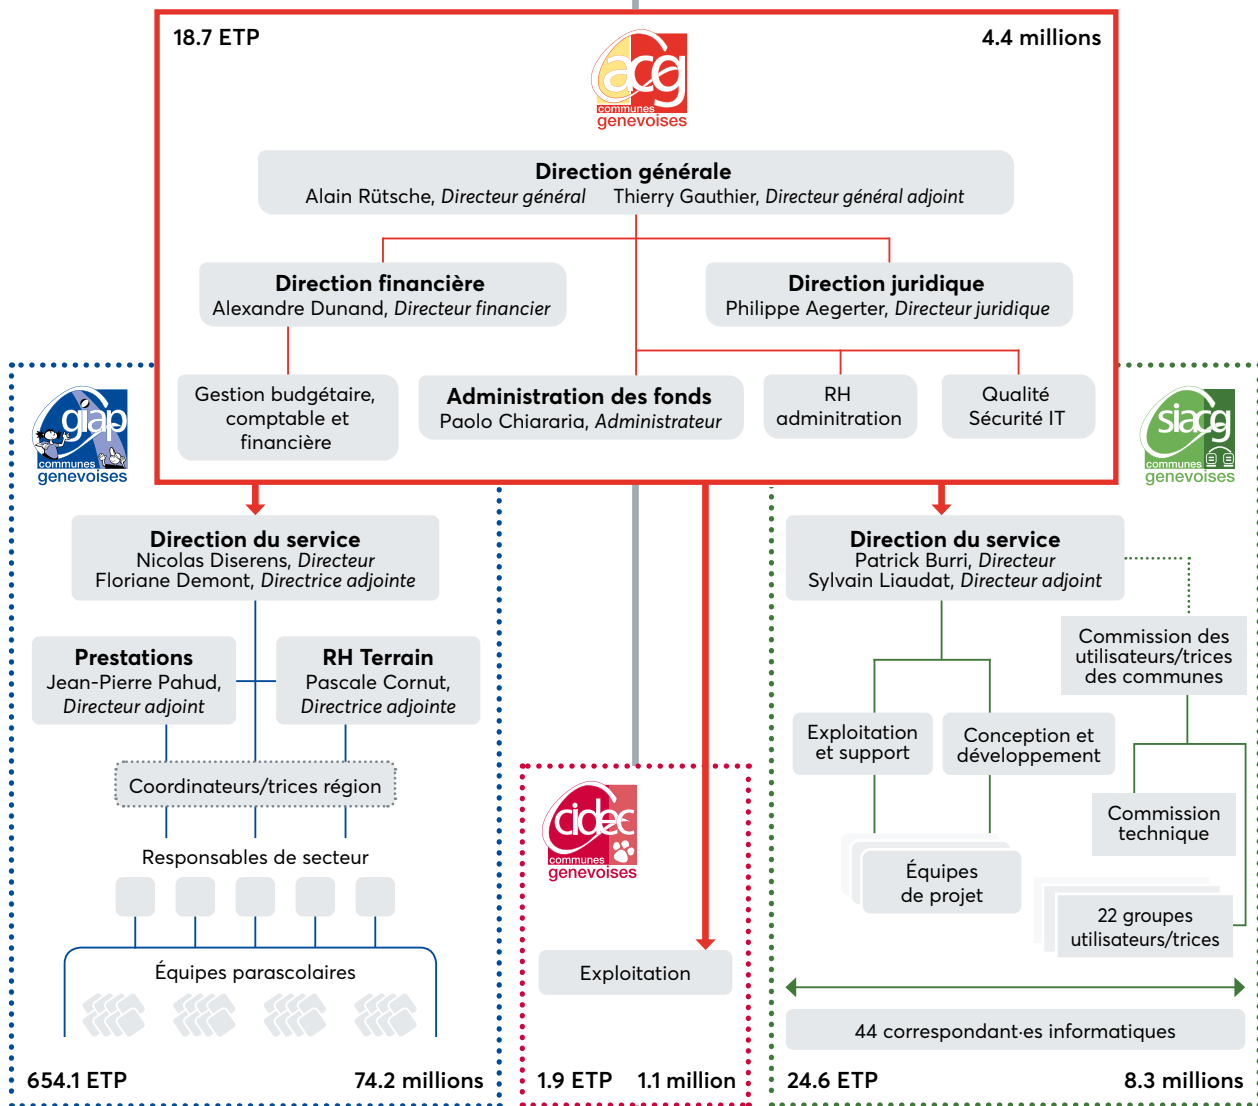 18.7 ETP
4.4 millions
acg
communes
genevoises
Direction générale
Alain Rütsche, Directeur général Thierry Gauthier, Directeur général adjoint
Direction financière
Alexandre Dunand, Directeur financier
Direction juridique
Philippe Aegerter, Directeur juridique
Gestion budgétaire,
comptable et
financière
Administration des fonds
Paolo Chiararia, Administrateur
RH
adminitration
Qualité
Sécurité IT
giap
communes
genevoises
siacg
communes
genevoises
Direction du service
Nicolas Diserens, Directeur
Floriane Demont, Directrice adjointe
Prestations
Jean-Pierre Pahud,
Directeur adjoint
RH Terrain
Pascale Cornut,
Directrice adjointe
Coordinateurs/trices région
Responsables de secteur
Équipes parascolaires
654.1 ETP
74.2 millions
cidec
communes
genevoises
Exploitation
1.9 ETP
1.1 million
Direction du service
Patrick Burri, Directeur
Sylvain Liaudat, Directeur adjoint
Commission des
utilisateurs/trices
des communes
Exploitation
et support
Conception et
développement
Commission
technique
Équipes
de projet
22 groupes
utilisateurs/trices
44 correspondant·es informatiques
24.6 ETP
8.3 millions